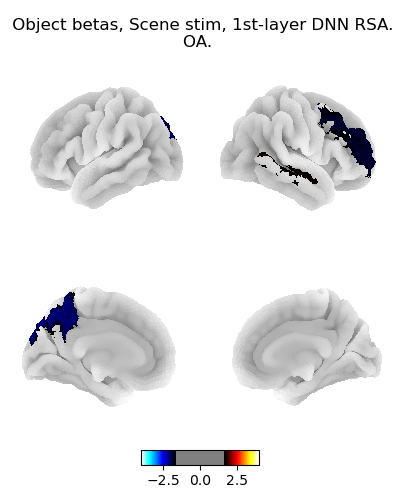 Object betas, Scene stim, 1st-layer DNN RSA.
OA.
−2.5 0.0 2.5